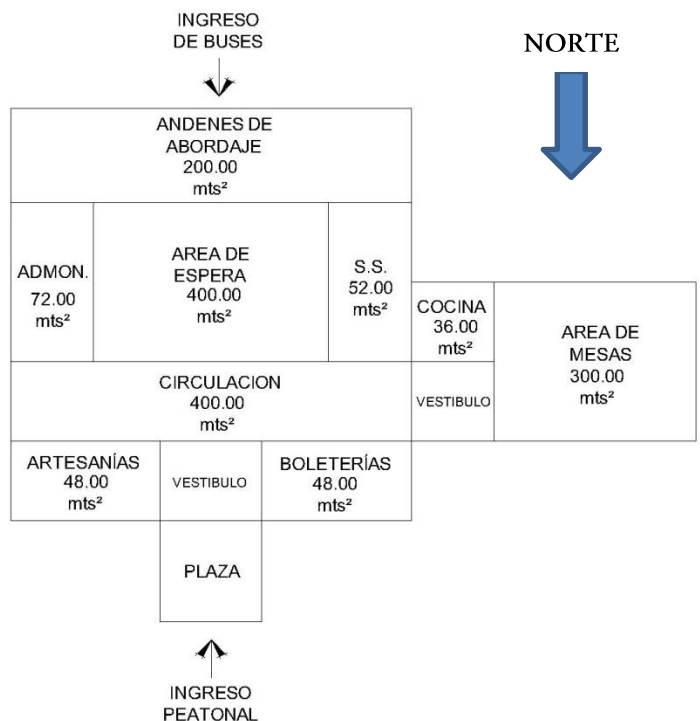 INGRESO
DE BUSES
NORTE
ANDENES DE
ABORDAJE
200.00
mts²
ADMON.
72.00
mts²
AREA DE
ESPERA
400.00
mts²
S.S.
52.00
mts²
COCINA
36.00
mts²
AREA DE
MESAS
300.00
mts²
CIRCULACION
400.00
mts²
VESTIBULO
ARTESANÍAS
48.00
mts²
VESTIBULO
BOLETERÍAS
48.00
mts²
PLAZA
INGRESO
PEATONAL